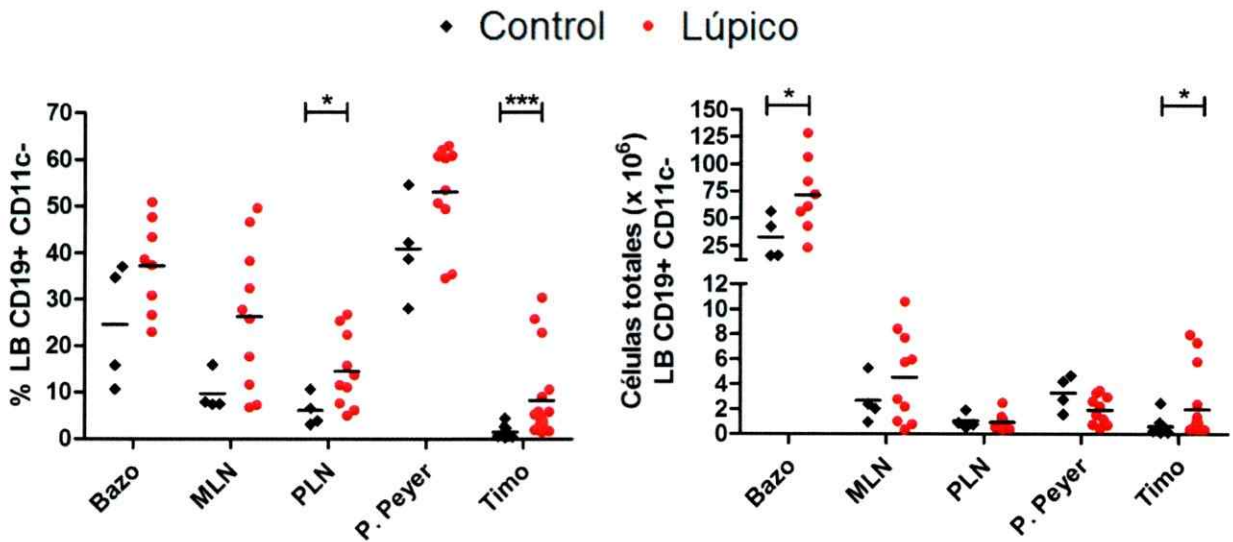 Control Lúpico
% LB CD19+ CD11c-
70
60
50
40
30
20
10
0
*
***
Bazo
MLN
PLN
P. Peyer
Timo
Células totales (x 10⁶)
LB CD19+ CD11c-
150
125
100
75
50
25
12
10
8
6
4
2
0
*
*
Bazo
MLN
PLN
P. Peyer
Timo